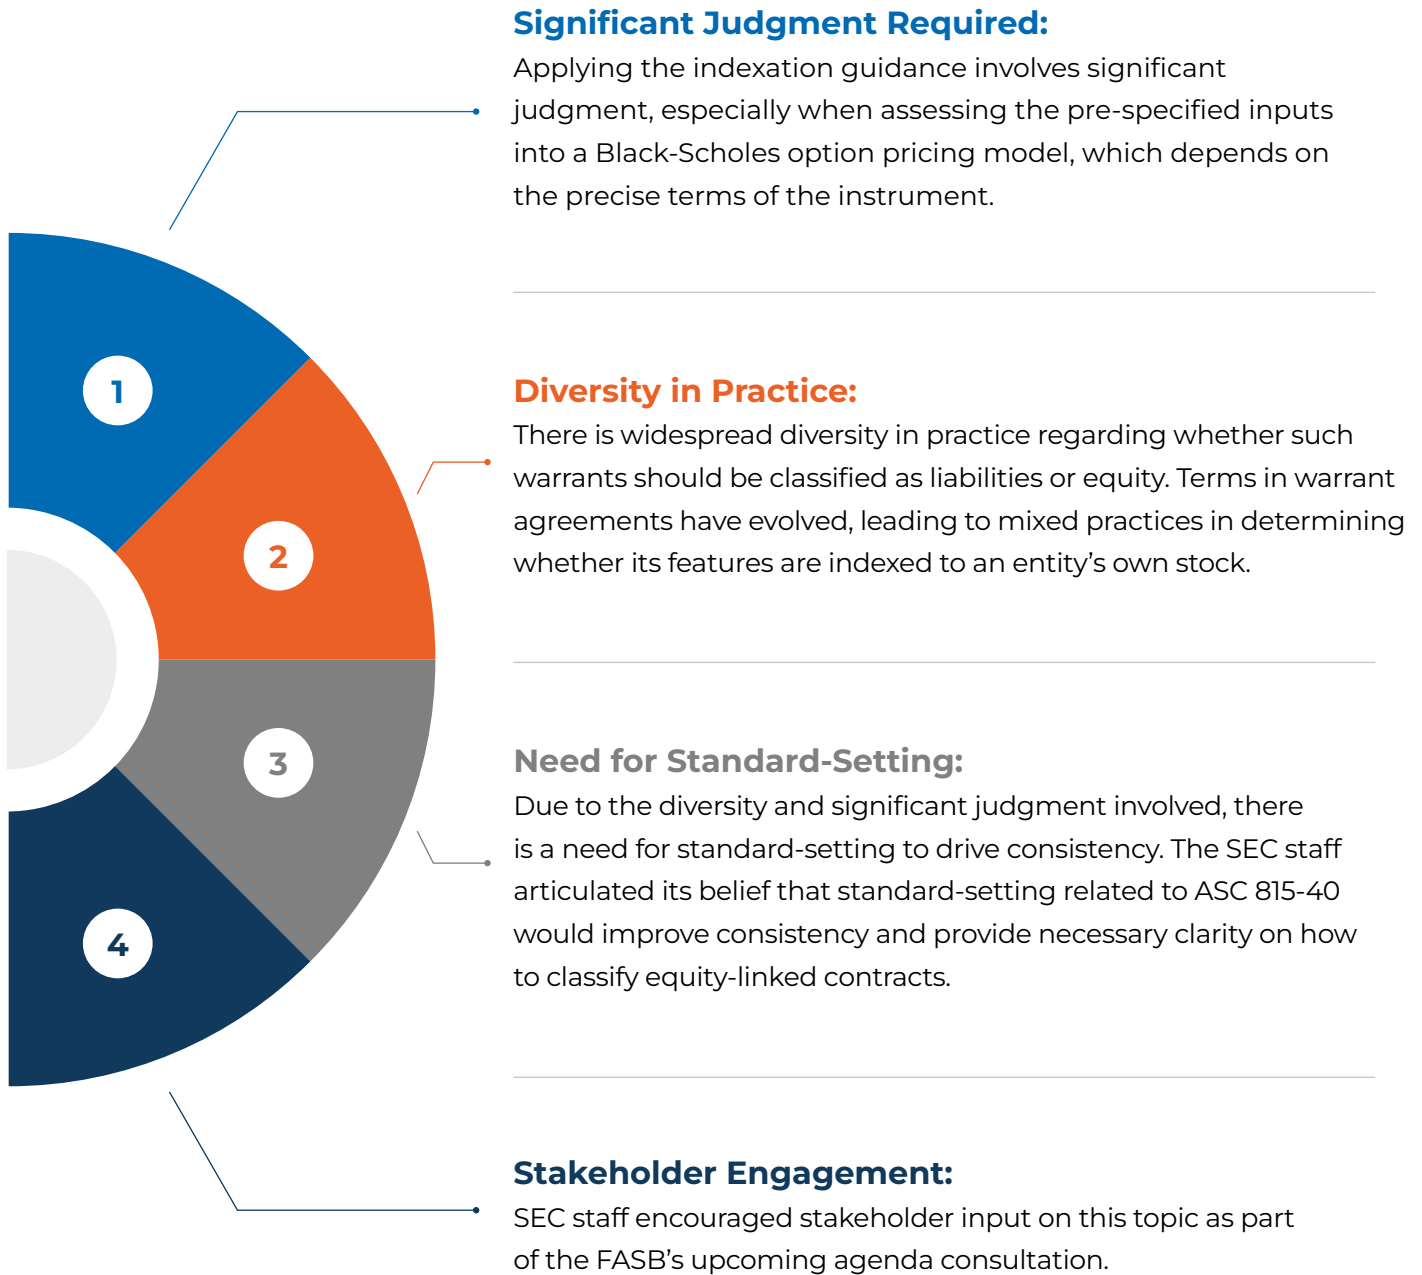 Significant Judgment Required:
Applying the indexation guidance involves significant
judgment, especially when assessing the pre-specified inputs
into a Black-Scholes option pricing model, which depends on
the precise terms of the instrument.
1
Diversity in Practice:
There is widespread diversity in practice regarding whether such
warrants should be classified as liabilities or equity. Terms in warrant
agreements have evolved, leading to mixed practices in determining
whether its features are indexed to an entity’s own stock.
2
Need for Standard-Setting:
Due to the diversity and significant judgment involved, there
is a need for standard-setting to drive consistency. The SEC staff
articulated its belief that standard-setting related to ASC 815-40
would improve consistency and provide necessary clarity on how
to classify equity-linked contracts.
3
Stakeholder Engagement:
SEC staff encouraged stakeholder input on this topic as part
of the FASB’s upcoming agenda consultation.
4